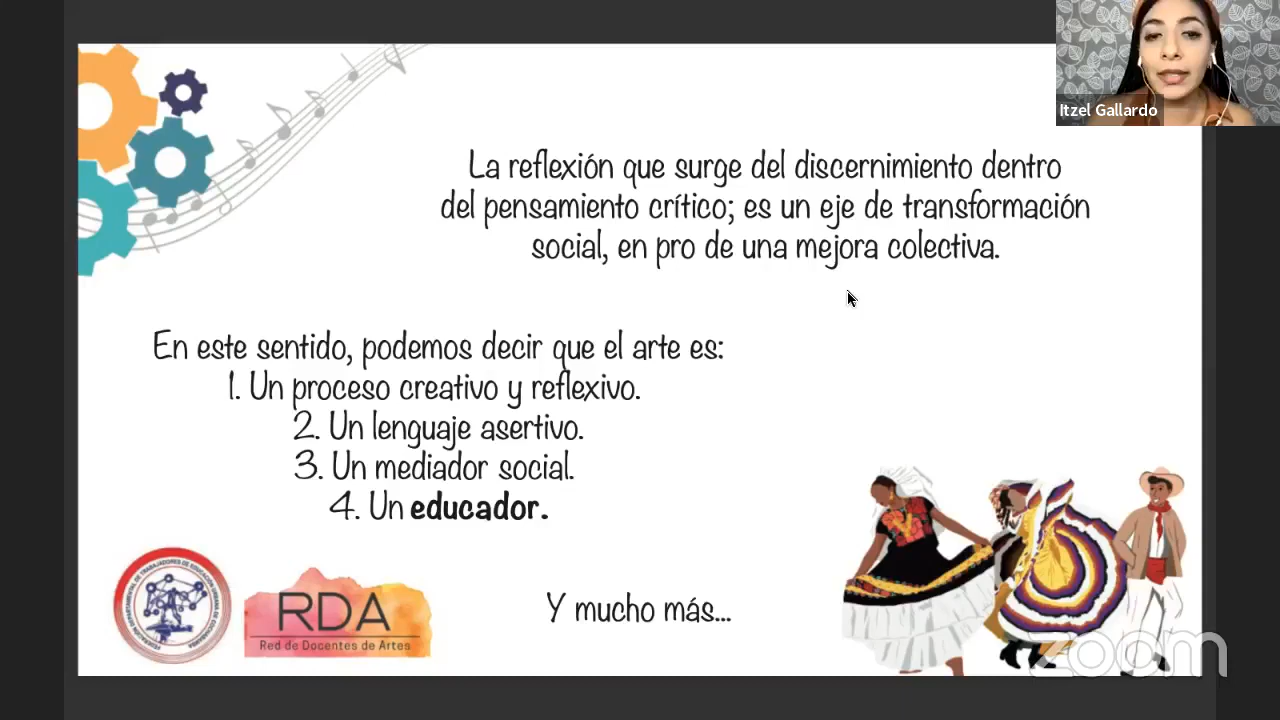 Itzel Gallardo
La reflexión que surge del discernimiento dentro
del pensamiento crítico; es un eje de transformación
social, en pro de una mejora colectiva.
En este sentido, podemos decir que el arte es:
1. Un proceso creativo y reflexivo.
2. Un lenguaje asertivo.
3. Un mediador social.
4. Un educador.
Y mucho más...
RDA
Red de Docentes de Artes
zoom